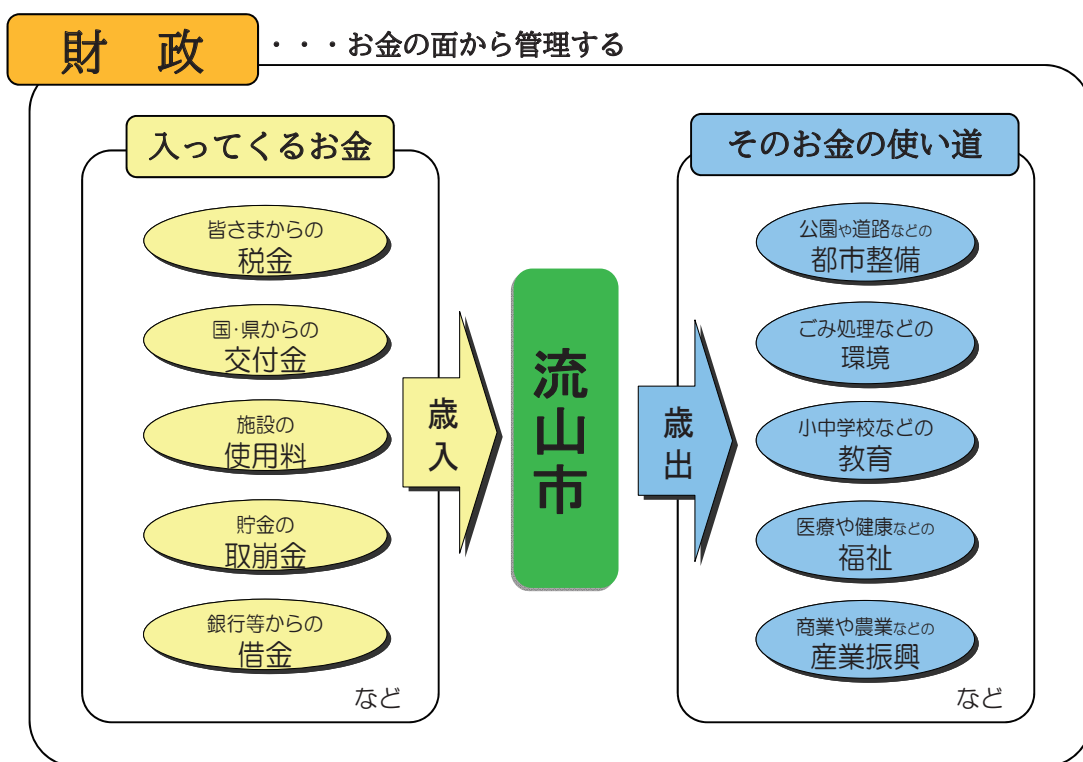 財　政
・・・お金の面から管理する
入ってくるお金
皆さまからの
税金
国・県からの
交付金
施設の
使用料
貯金の
取崩金
銀行等からの
借金
など
歳入
流山市
歳出
そのお金の使い道
公園や道路などの
都市整備
ごみ処理などの
環境
小中学校などの
教育
医療や健康などの
福祉
商業や農業などの
産業振興
など